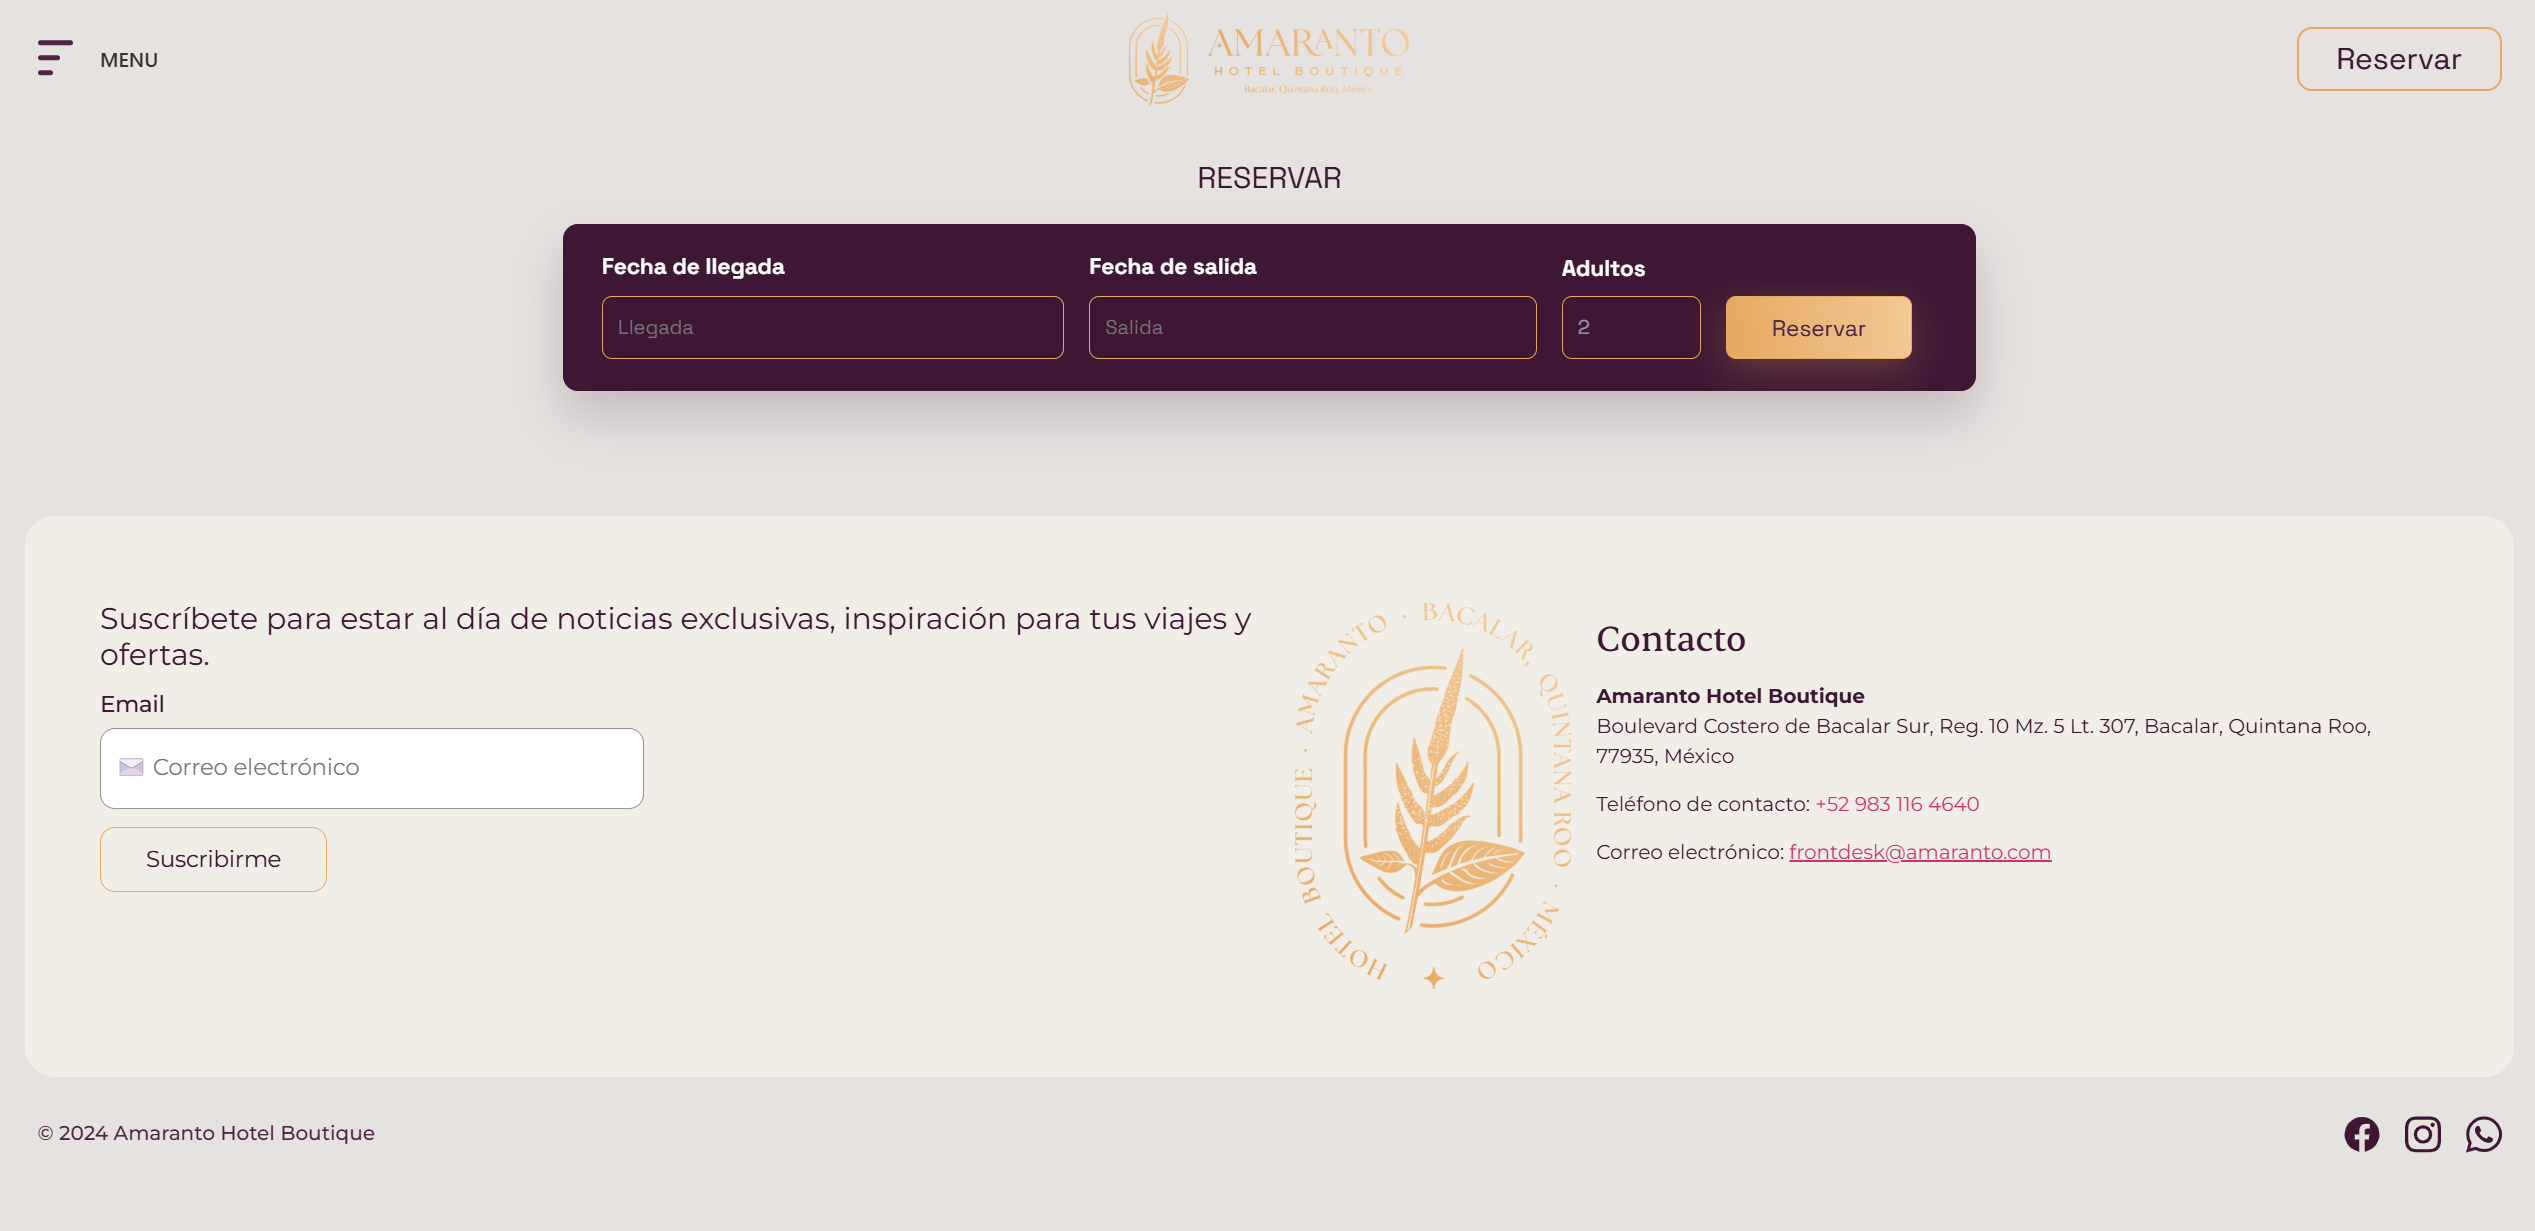 MENU
AMARANTO
HOTEL BOUTIQUE
Bacalar, Quintana Roo, México
Reservar
RESERVAR
Fecha de llegada
Fecha de salida
Adultos
Llegada
Salida
2
Reservar
Suscríbete para estar al día de noticias exclusivas, inspiración para tus viajes y
ofertas.
Email
Correo electrónico
Suscribirme
HOTEL BOUTIQUE · AMARANTO · BACALAR, QUINTANA ROO · MÉXICO
Contacto
Amaranto Hotel Boutique
Boulevard Costero de Bacalar Sur, Reg. 10 Mz. 5 Lt. 307, Bacalar, Quintana Roo,
77935, México
Teléfono de contacto: +52 983 116 4640
Correo electrónico: frontdesk@amaranto.com
© 2024 Amaranto Hotel Boutique